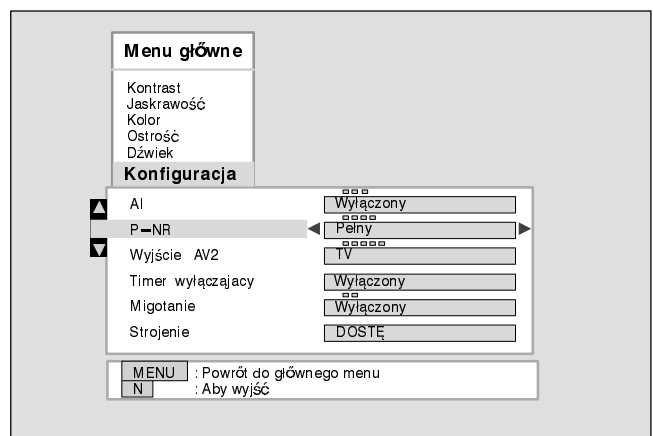 Menu główne
Kontrast
Jaskrawość
Kolor
Ostrość
Dźwiek
Konfiguracja
AI Wyłączony
P–NR Pełny
Wyjście AV2 TV
Timer wyłączajacy Wyłączony
Migotanie Wyłączony
Strojenie DOSTĘ
MENU : Powrót do głównego menu
N : Aby wyjść